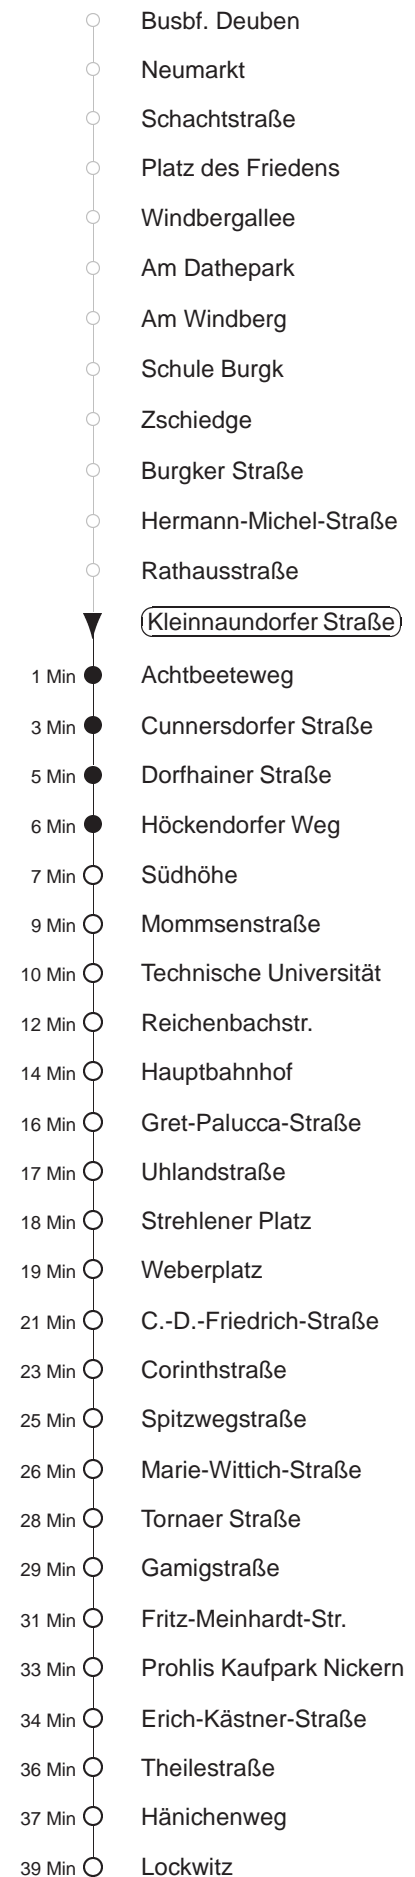 Busbf. Deuben
Neumarkt
Schachtstraße
Platz des Friedens
Windbergallee
Am Dathepark
Am Windberg
Schule Burgk
Zschiedge
Burgker Straße
Hermann-Michel-Straße
Rathausstraße
Kleinnaundorfer Straße
1 Min Achtbeeteweg
3 Min Cunnersdorfer Straße
5 Min Dorfhainer Straße
6 Min Höckendorfer Weg
7 Min Südhöhe
9 Min Mommsenstraße
10 Min Technische Universität
12 Min Reichenbachstr.
14 Min Hauptbahnhof
16 Min Gret-Palucca-Straße
17 Min Uhlandstraße
18 Min Strehlener Platz
19 Min Weberplatz
21 Min C.-D.-Friedrich-Straße
23 Min Corinthstraße
25 Min Spitzwegstraße
26 Min Marie-Wittich-Straße
28 Min Tornaer Straße
29 Min Gamigstraße
31 Min Fritz-Meinhardt-Str.
33 Min Prohlis Kaufpark Nickern
34 Min Erich-Kästner-Straße
36 Min Theilestraße
37 Min Hänichenweg
39 Min Lockwitz